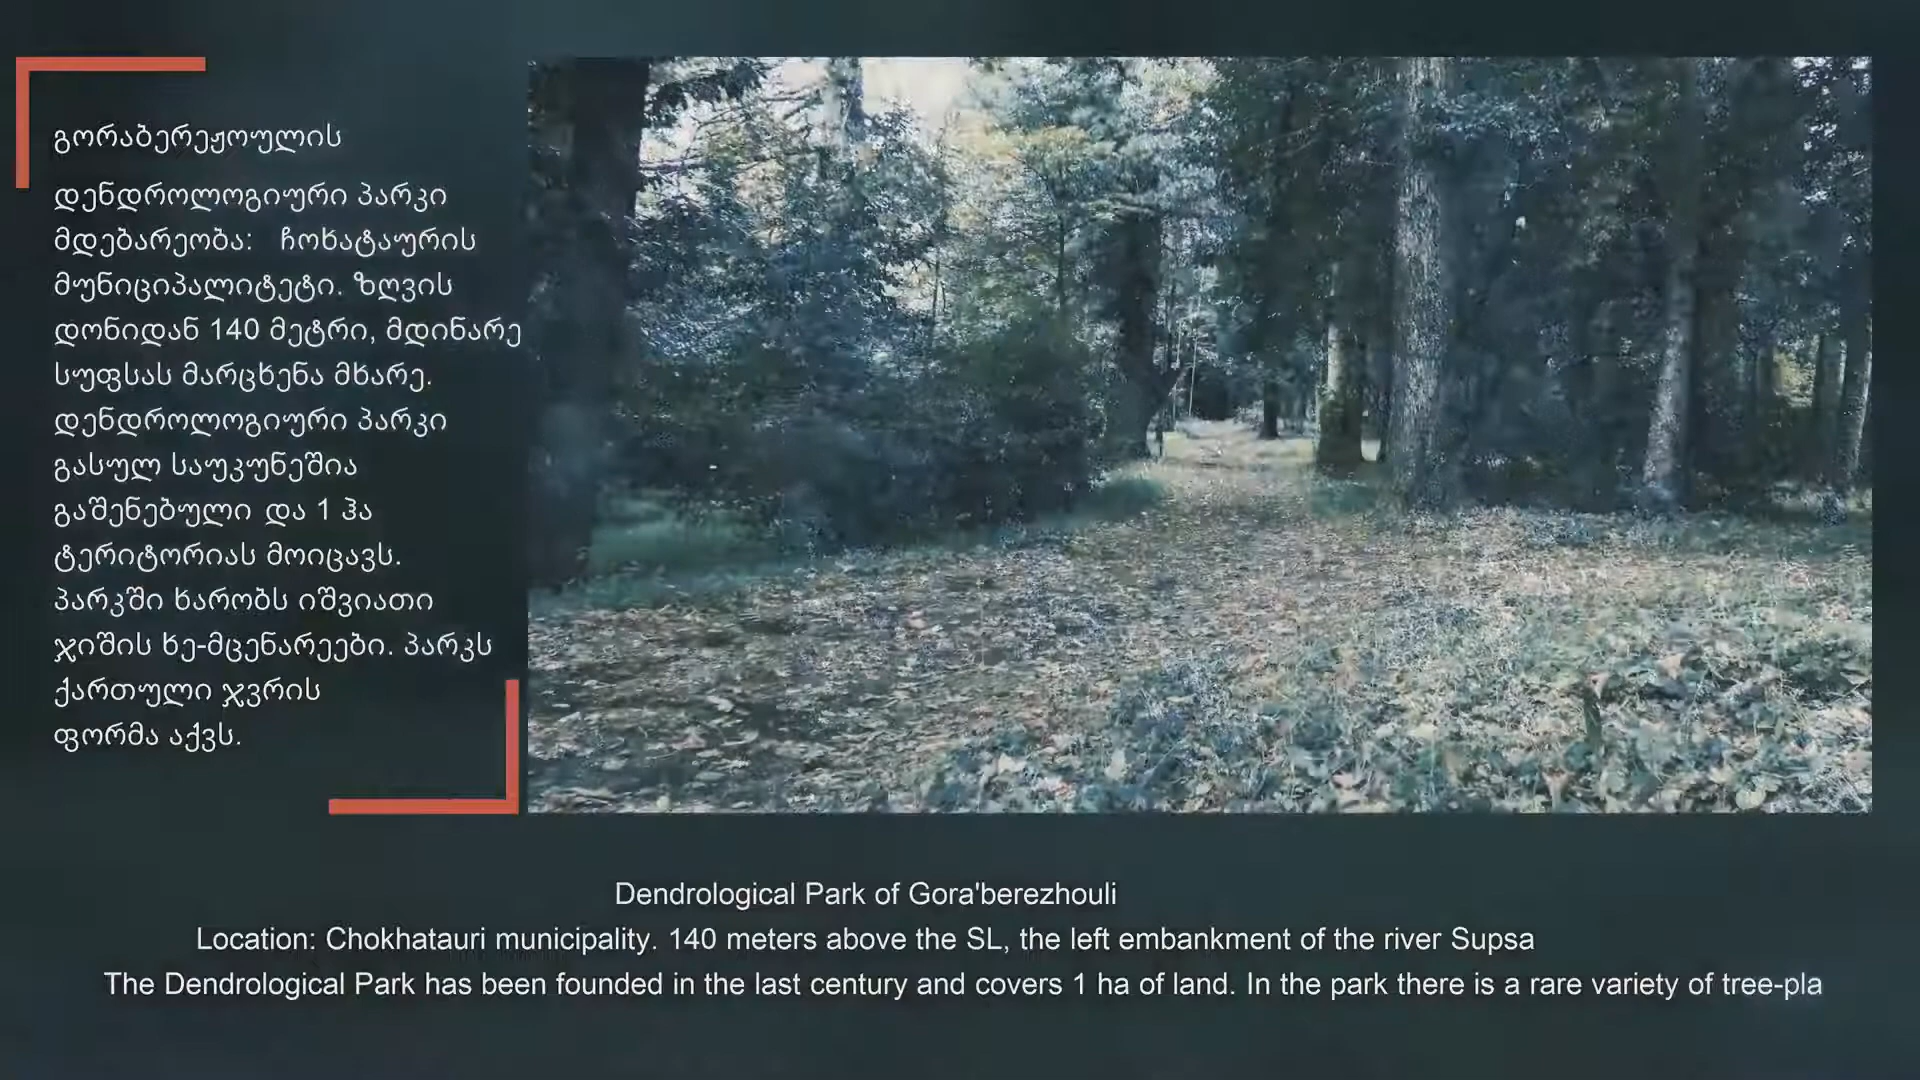 გორაბერეჟოულის
დენდროლოგიური პარკი
მდებარეობა: ჩოხატაურის
მუნიციპალიტეტი. ზღვის
დონიდან 140 მეტრი, მდინარე
სუფსას მარცხენა მხარე.
დენდროლოგიური პარკი
გასულ საუკუნეშია
გაშენებული და 1 ჰა
ტერიტორიას მოიცავს.
პარკში ხარობს იშვიათი
ჯიშის ხე-მცენარეები. პარკს
ქართული ჯვრის
ფორმა აქვს.
Dendrological Park of Gora'berezhouli
Location: Chokhatauri municipality. 140 meters above the SL, the left embankment of the river Supsa
The Dendrological Park has been founded in the last century and covers 1 ha of land. In the park there is a rare variety of tree-pla